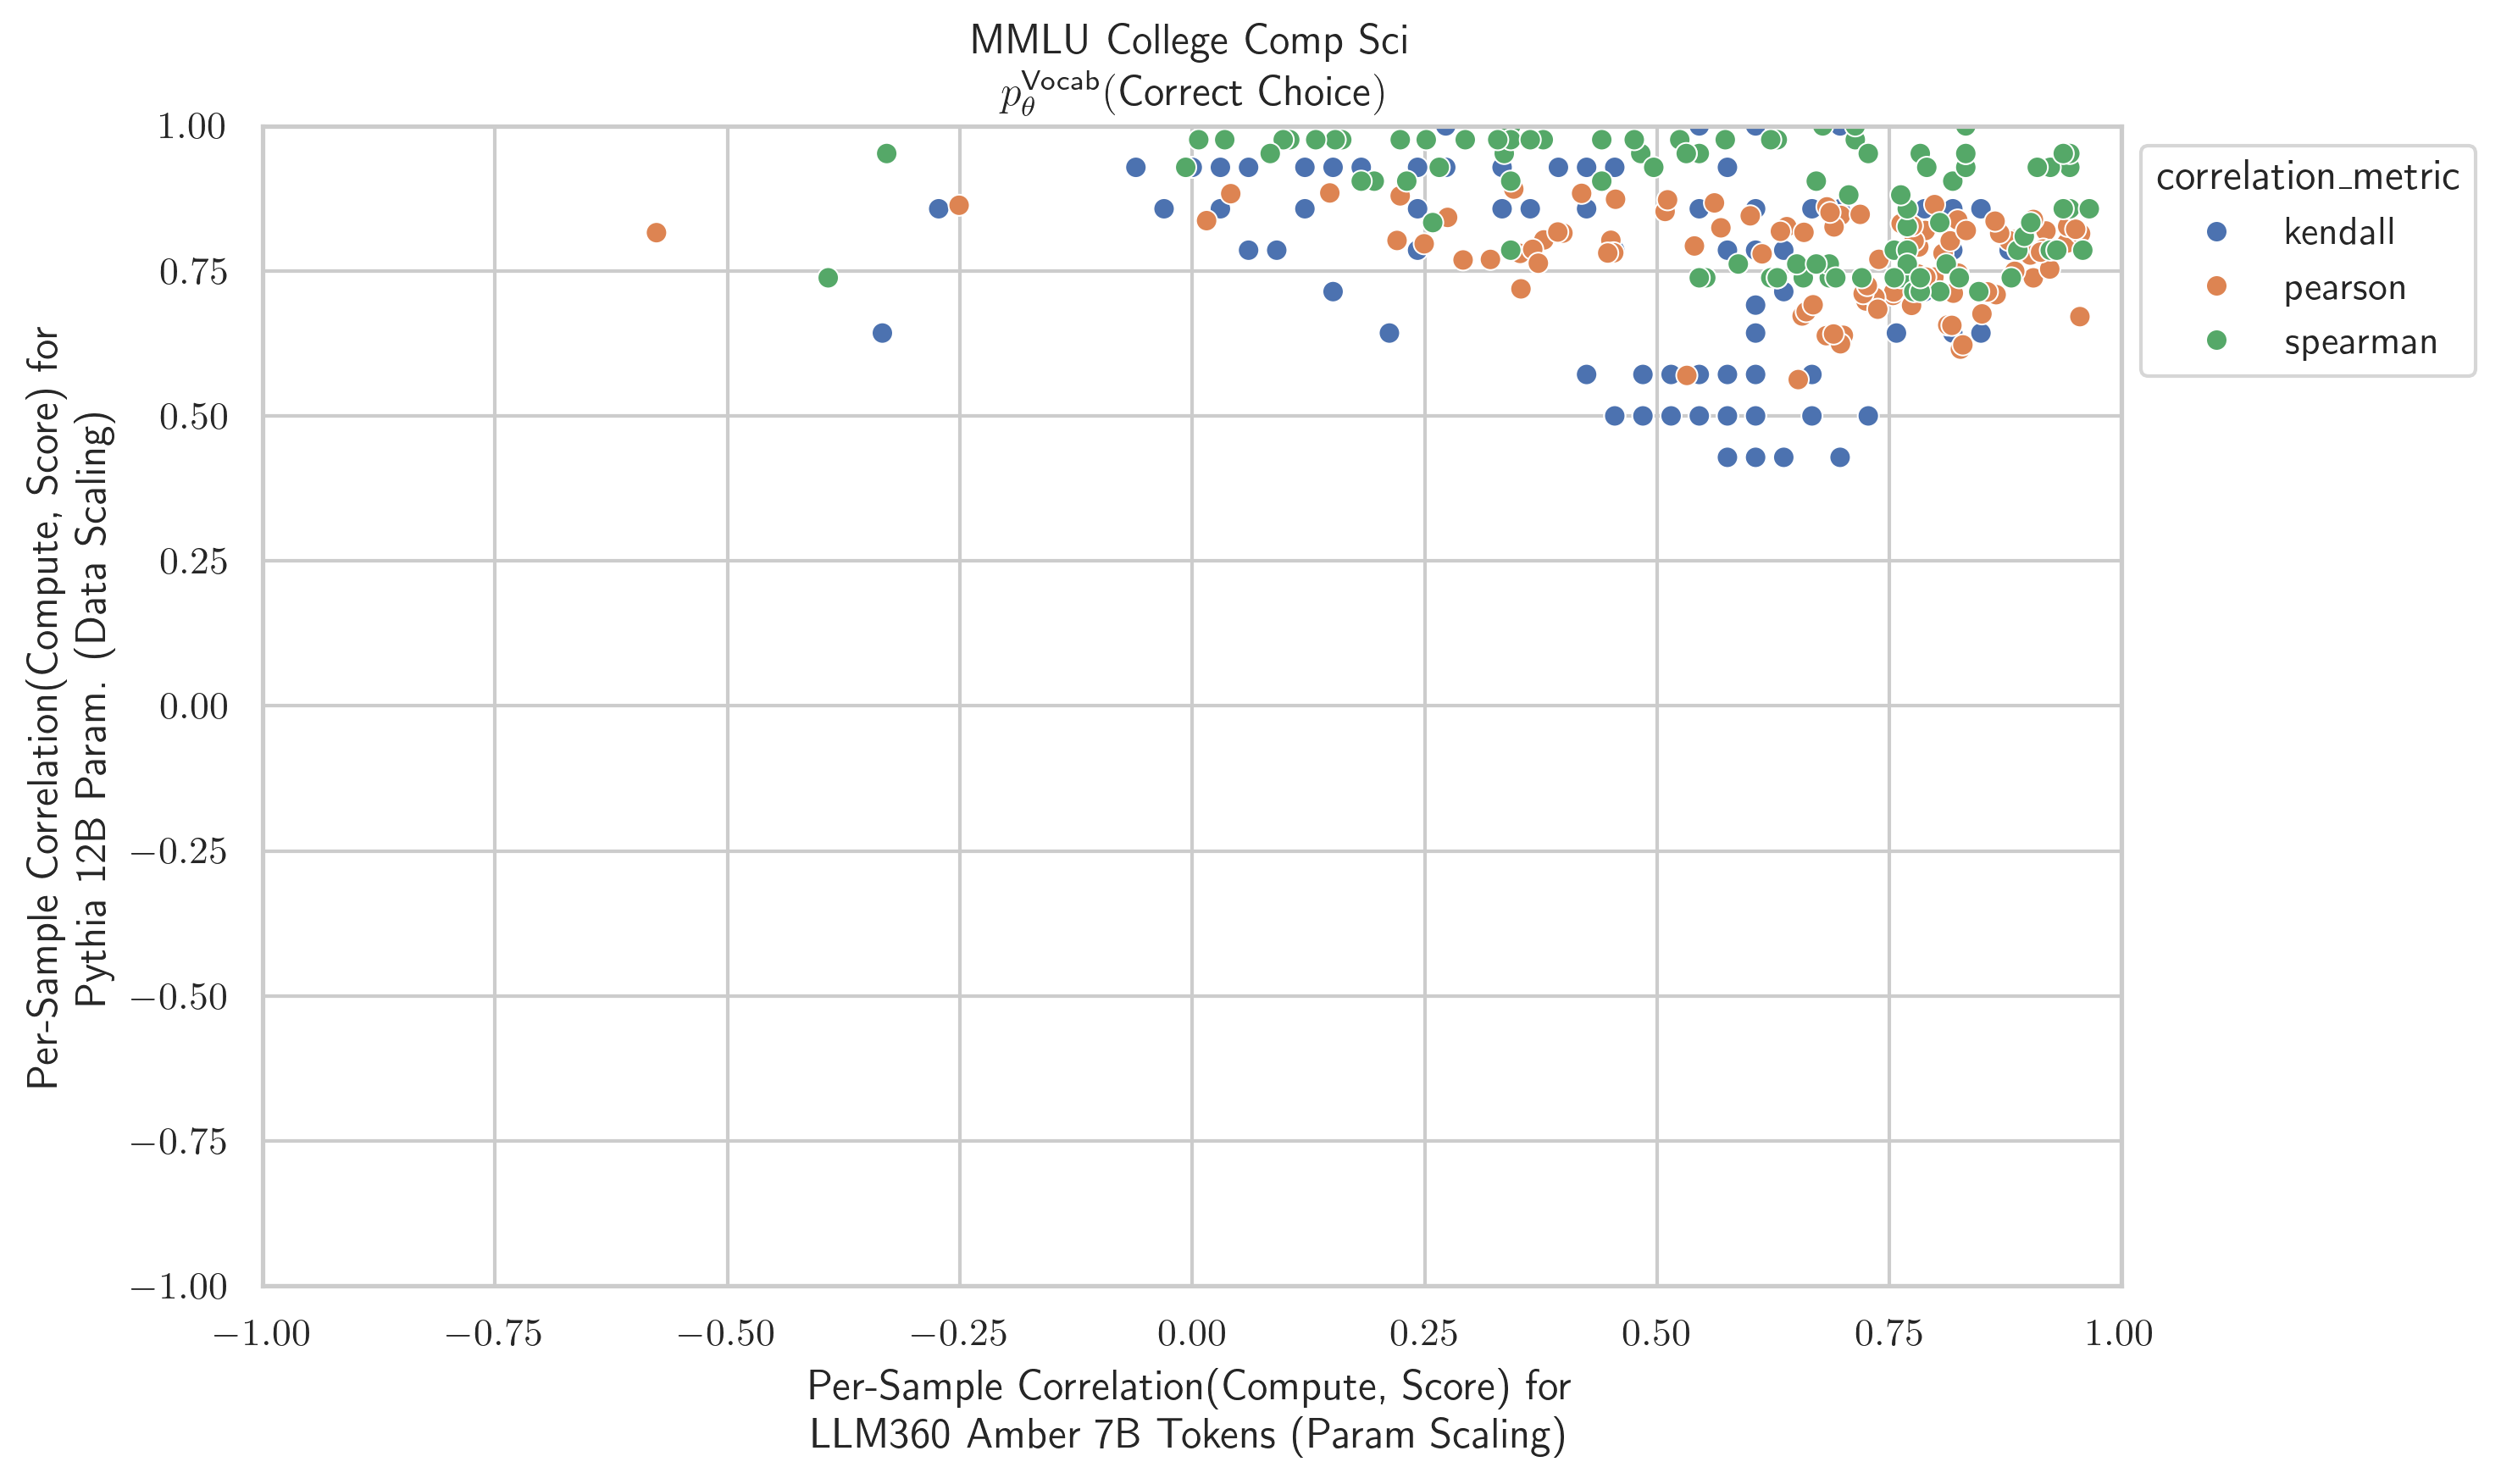 MMLU College Comp Sci
p_θ^Vocab(Correct Choice)
1.00
0.75
0.50
0.25
0.00
−0.25
−0.50
−0.75
−1.00
Per-Sample Correlation(Compute, Score) for
Pythia 12B Param. (Data Scaling)
correlation_metric
kendall
pearson
spearman
−1.00 −0.75 −0.50 −0.25 0.00 0.25 0.50 0.75 1.00
Per-Sample Correlation(Compute, Score) for
LLM360 Amber 7B Tokens (Param Scaling)